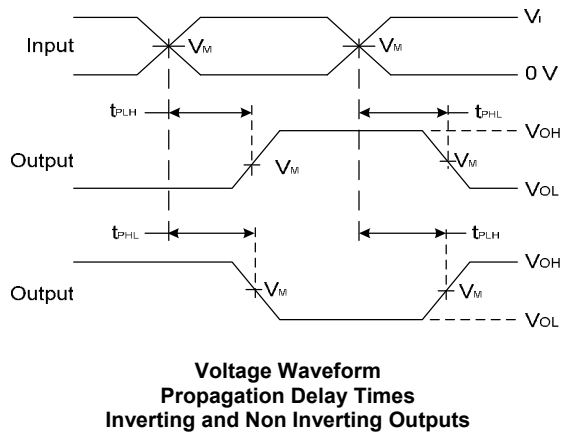 VI
Input
VM
VM
0 V
tPLH
tPHL
VOH
Output
VM
VM
VOL
tPHL
tPLH
VOH
Output
VM
VM
VOL
Voltage Waveform
Propagation Delay Times
Inverting and Non Inverting Outputs